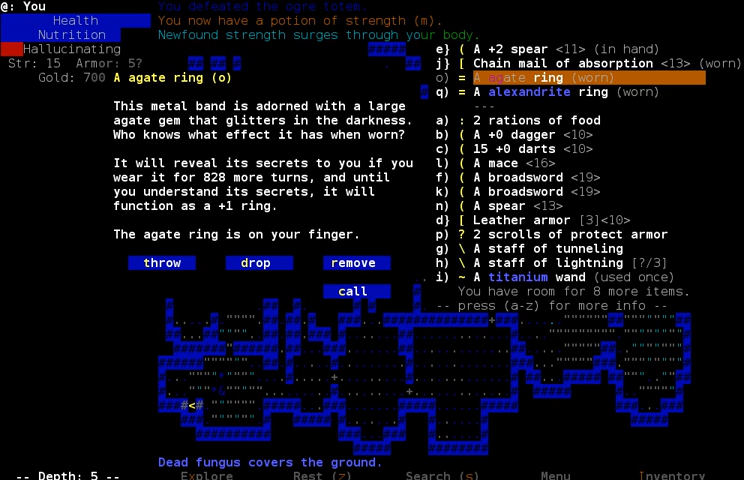 @: You
You defeated the ogre totem.
Health
You now have a potion of strength (m).
Nutrition
Newfound strength surges through your body.
Hallucinating
Str: 15 Armor: 5?
Gold: 700
A agate ring (o)
This metal band is adorned with a large
agate gem that glitters in the darkness.
Who knows what effect it has when worn?
It will reveal its secrets to you if you
wear it for 828 more turns, and until
you understand its secrets, it will
function as a +1 ring.
The agate ring is on your finger.
throw drop remove
call
e} ( A +2 spear <11> (in hand)
j} [ Chain mail of absorption <13> (worn)
o) = A agate ring (worn)
q) = A alexandrite ring (worn)
---
a) : 2 rations of food
b) ( A +0 dagger <10>
c) ( 15 +0 darts <10>
l) ( A mace <16>
f) ( A broadsword <19>
k) ( A broadsword <19>
n) ( A spear <13>
d} [ Leather armor [3]<10>
p) ? 2 scrolls of protect armor
g) \ A staff of tunneling
h) \ A staff of lightning [?/3]
i) ~ A titanium wand (used once)
You have room for 8 more items.
-- press (a-z) for more info --
Dead fungus covers the ground.
-- Depth: 5 --
Explore Rest (z) Search (s) Menu Inventory